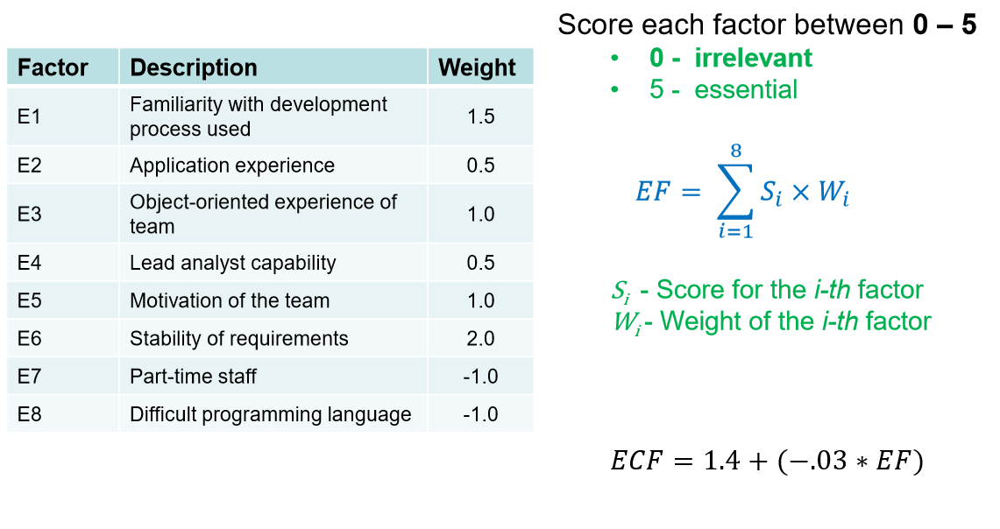 Score each factor between 0 – 5
• 0 - irrelevant
• 5 - essential
Factor Description Weight
E1 Familiarity with development process used 1.5
E2 Application experience 0.5
E3 Object-oriented experience of team 1.0
E4 Lead analyst capability 0.5
E5 Motivation of the team 1.0
E6 Stability of requirements 2.0
E7 Part-time staff -1.0
E8 Difficult programming language -1.0
EF = ∑_{i=1}^{8} S_i × W_i
S_i - Score for the i-th factor
W_i - Weight of the i-th factor
ECF = 1.4 + (−.03 ∗ EF)